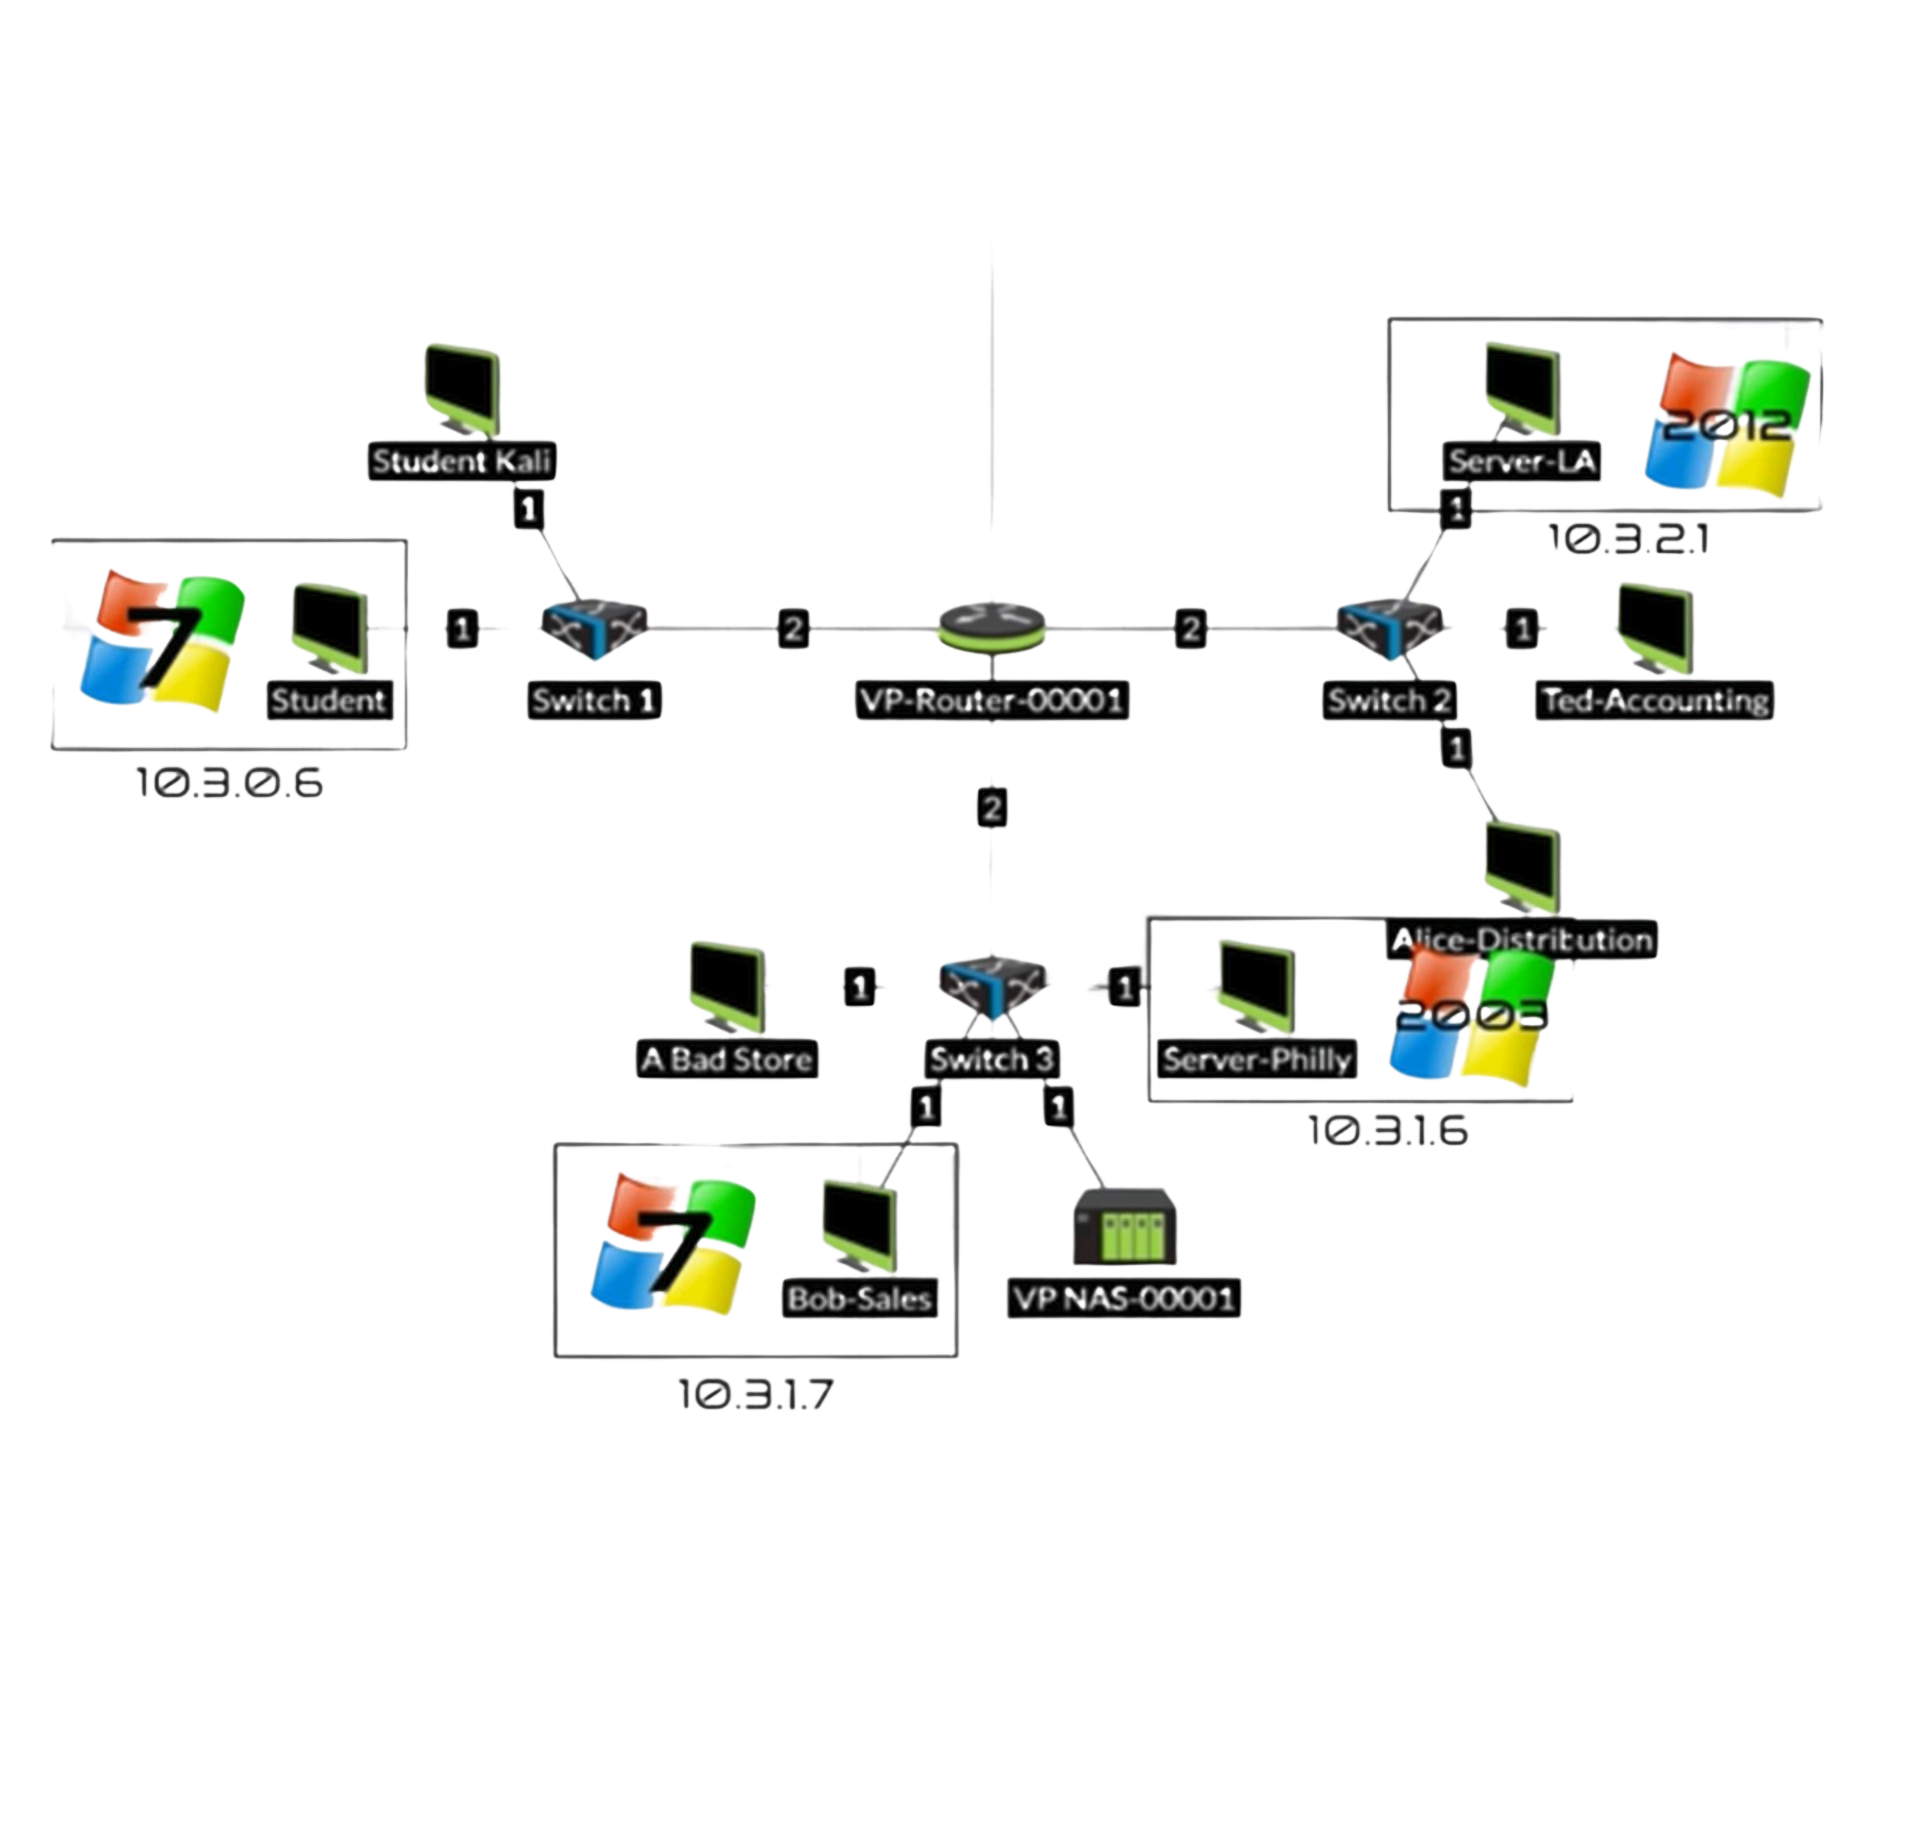 Student Kali
1
2012
Server-LA
1
10.3.2.1
7
1
2
2
1
Student
Switch 1
VP-Router-00001
Switch 2
Ted-Accounting
10.3.0.6
1
2
Alice-Distribution
1
1
2003
A Bad Store
Switch 3
Server-Philly
1
1
10.3.1.6
7
Bob-Sales
VP NAS-00001
10.3.1.7